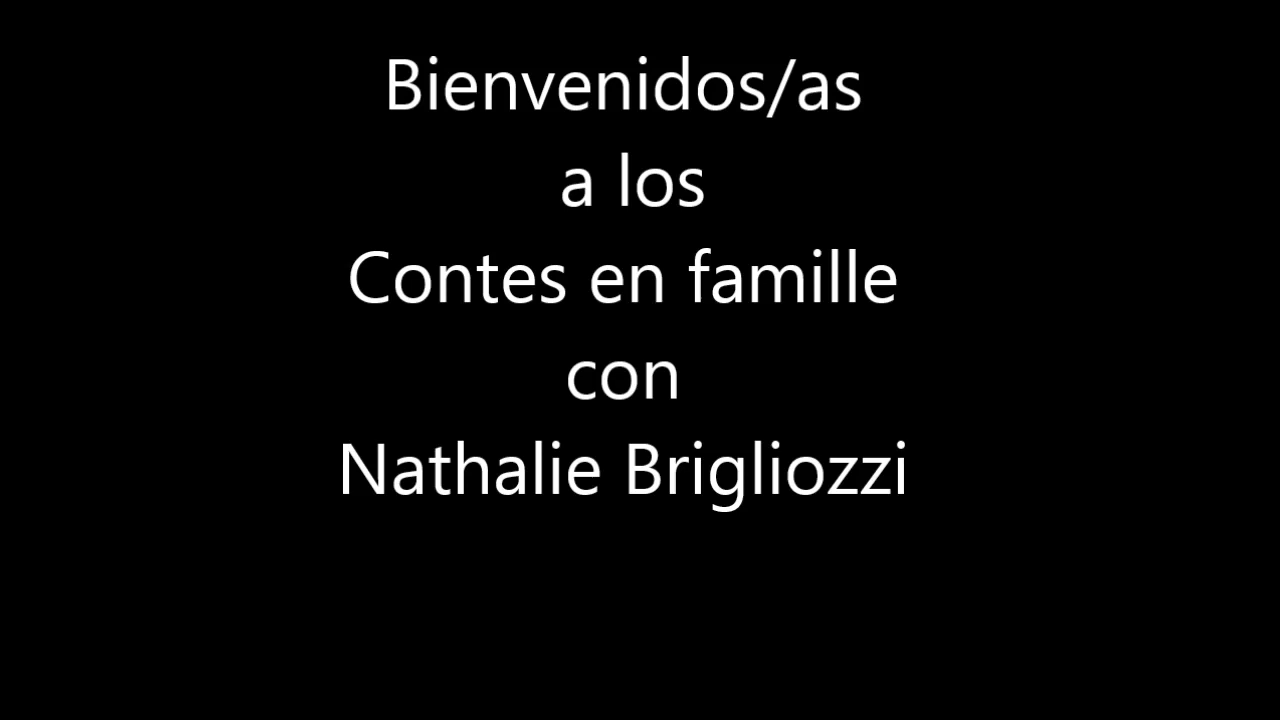 Bienvenidos/as
a los
Contes en famille
con
Nathalie Brigliozzi